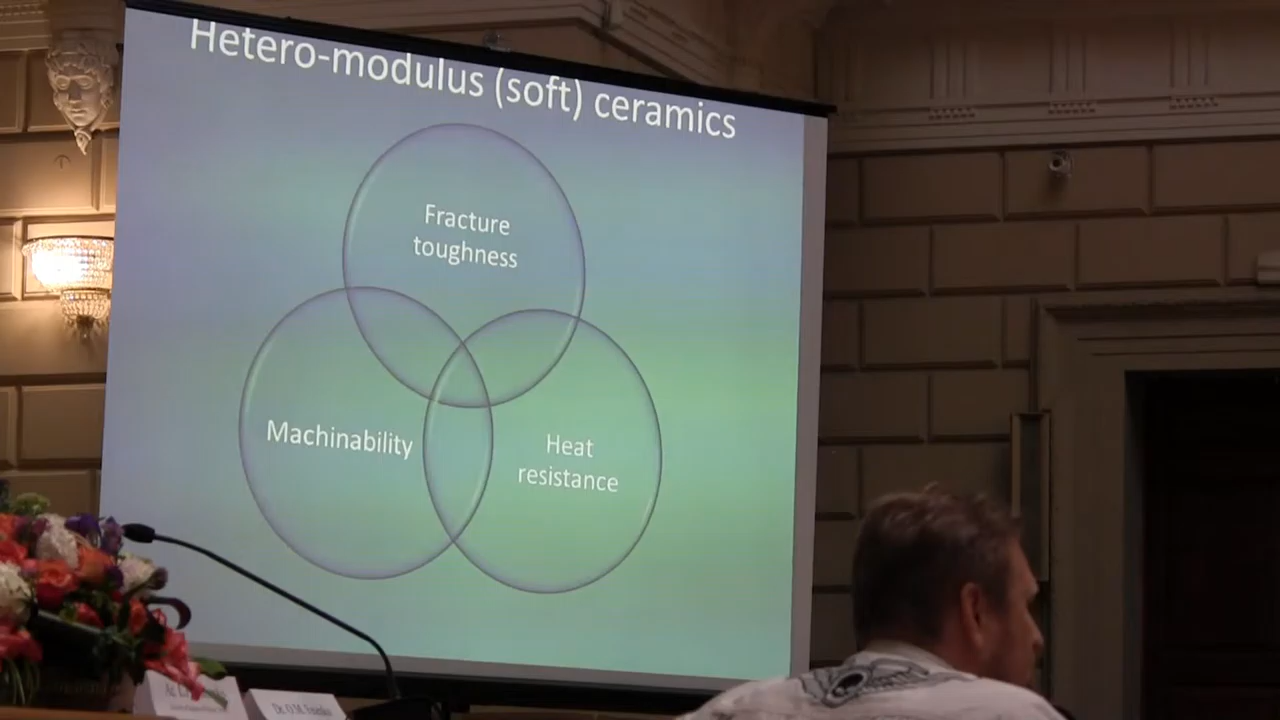 Hetero-modulus (soft) ceramics
Fracture
toughness
Machinability
Heat
resistance